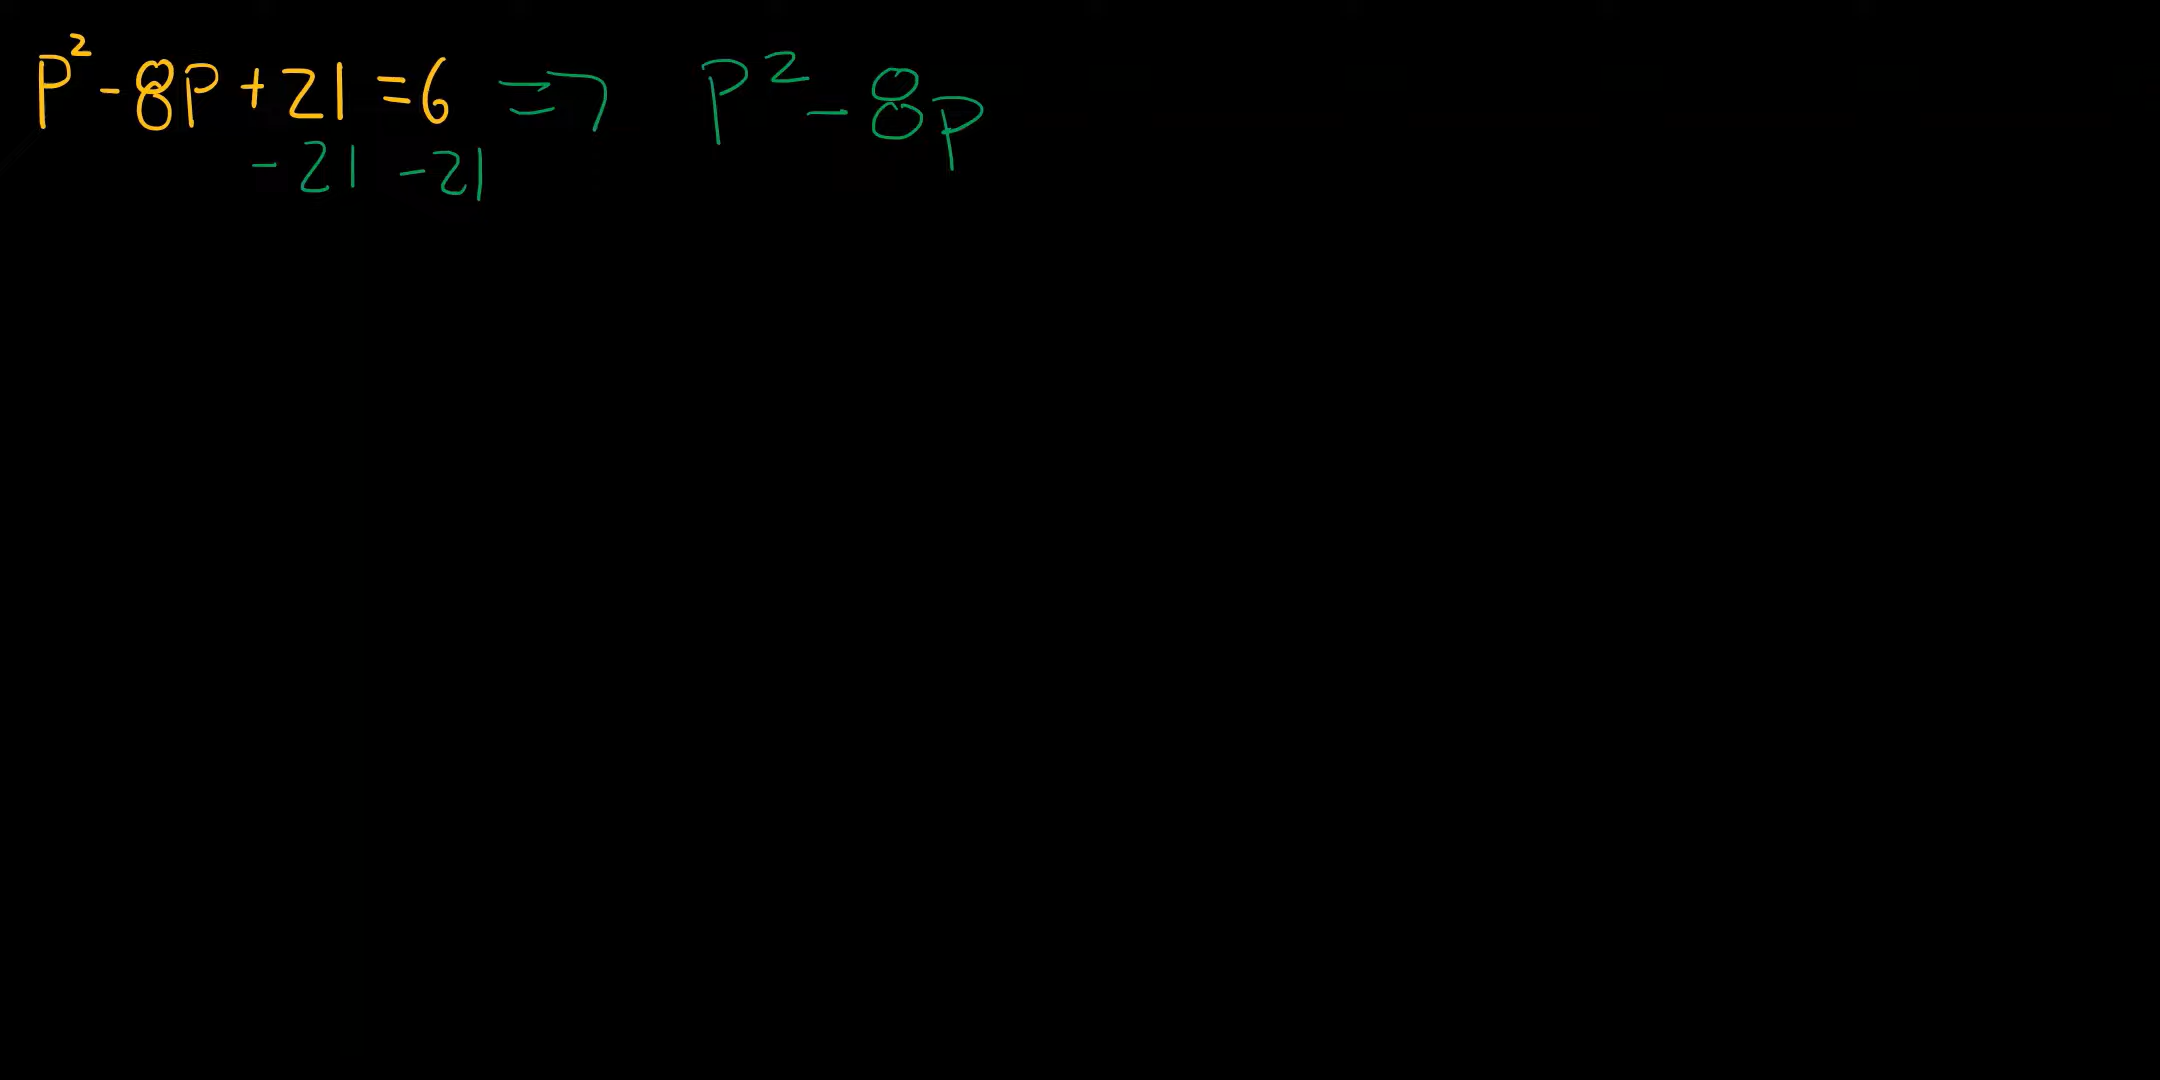 p² - 8p + 21 = 6 => p² - 8p
- 21 - 21